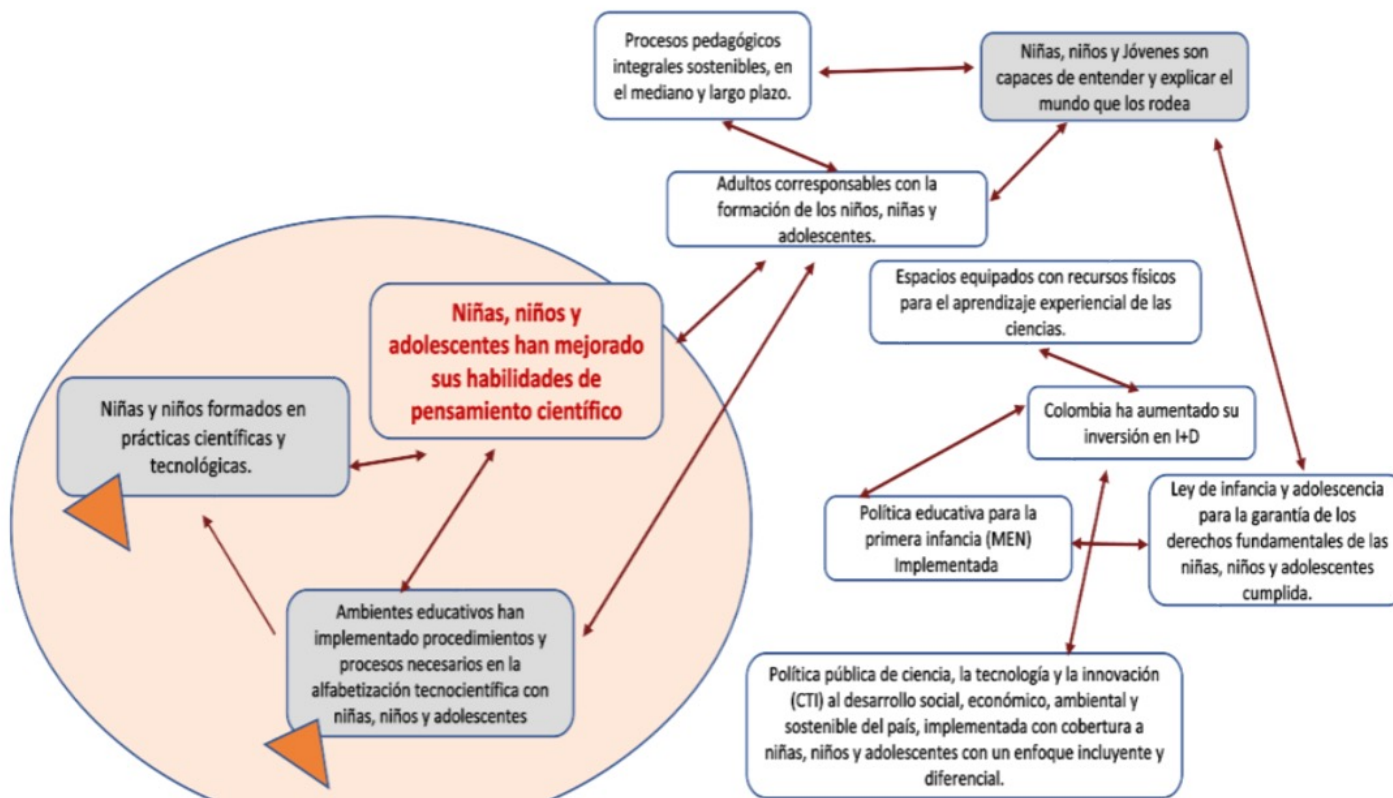 Procesos pedagógicos
integrales sostenibles, en
el mediano y largo plazo.
Niñas, niños y Jóvenes son
capaces de entender y explicar el
mundo que los rodea
Adultos corresponsables con la
formación de los niños, niñas y
adolescentes.
Espacios equipados con recursos físicos
para el aprendizaje experiencial de las
ciencias.
Niñas, niños y
adolescentes han mejorado
sus habilidades de
pensamiento científico
Niñas y niños formados en
prácticas científicas y
tecnológicas.
Colombia ha aumentado su
inversión en I+D
Política educativa para la
primera infancia (MEN)
Implementada
Ley de infancia y adolescencia
para la garantía de los
derechos fundamentales de las
niñas, niños y adolescentes
cumplida.
Ambientes educativos han
implementado procedimientos y
procesos necesarios en la
alfabetización tecnocientífica con
niñas, niños y adolescentes
Política pública de ciencia, la tecnología y la innovación
(CTI) al desarrollo social, económico, ambiental y
sostenible del país, implementada con cobertura a
niñas, niños y adolescentes con un enfoque incluyente y
diferencial.